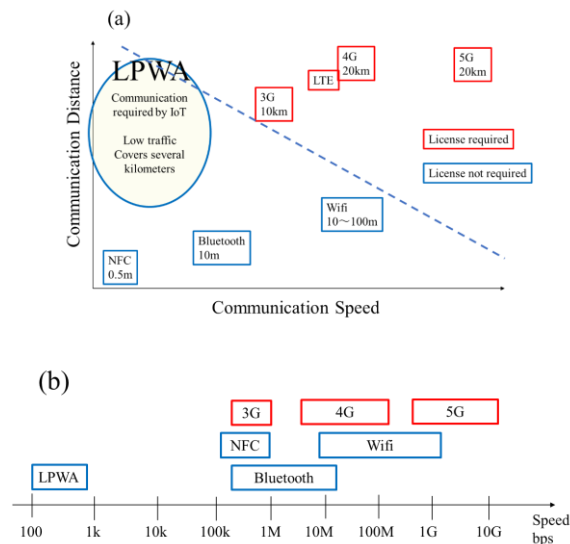 (a)
Communication Distance
LPWA
Communication
required by IoT
Low traffic
Covers several
kilometers
3G
10km
LTE
4G
20km
5G
20km
License required
License not required
Wifi
10～100m
Bluetooth
10m
NFC
0.5m
Communication Speed
(b)
3G
4G
5G
NFC
Wifi
LPWA
Bluetooth
100
1k
10k
100k
1M
10M
100M
1G
10G
Speed
bps